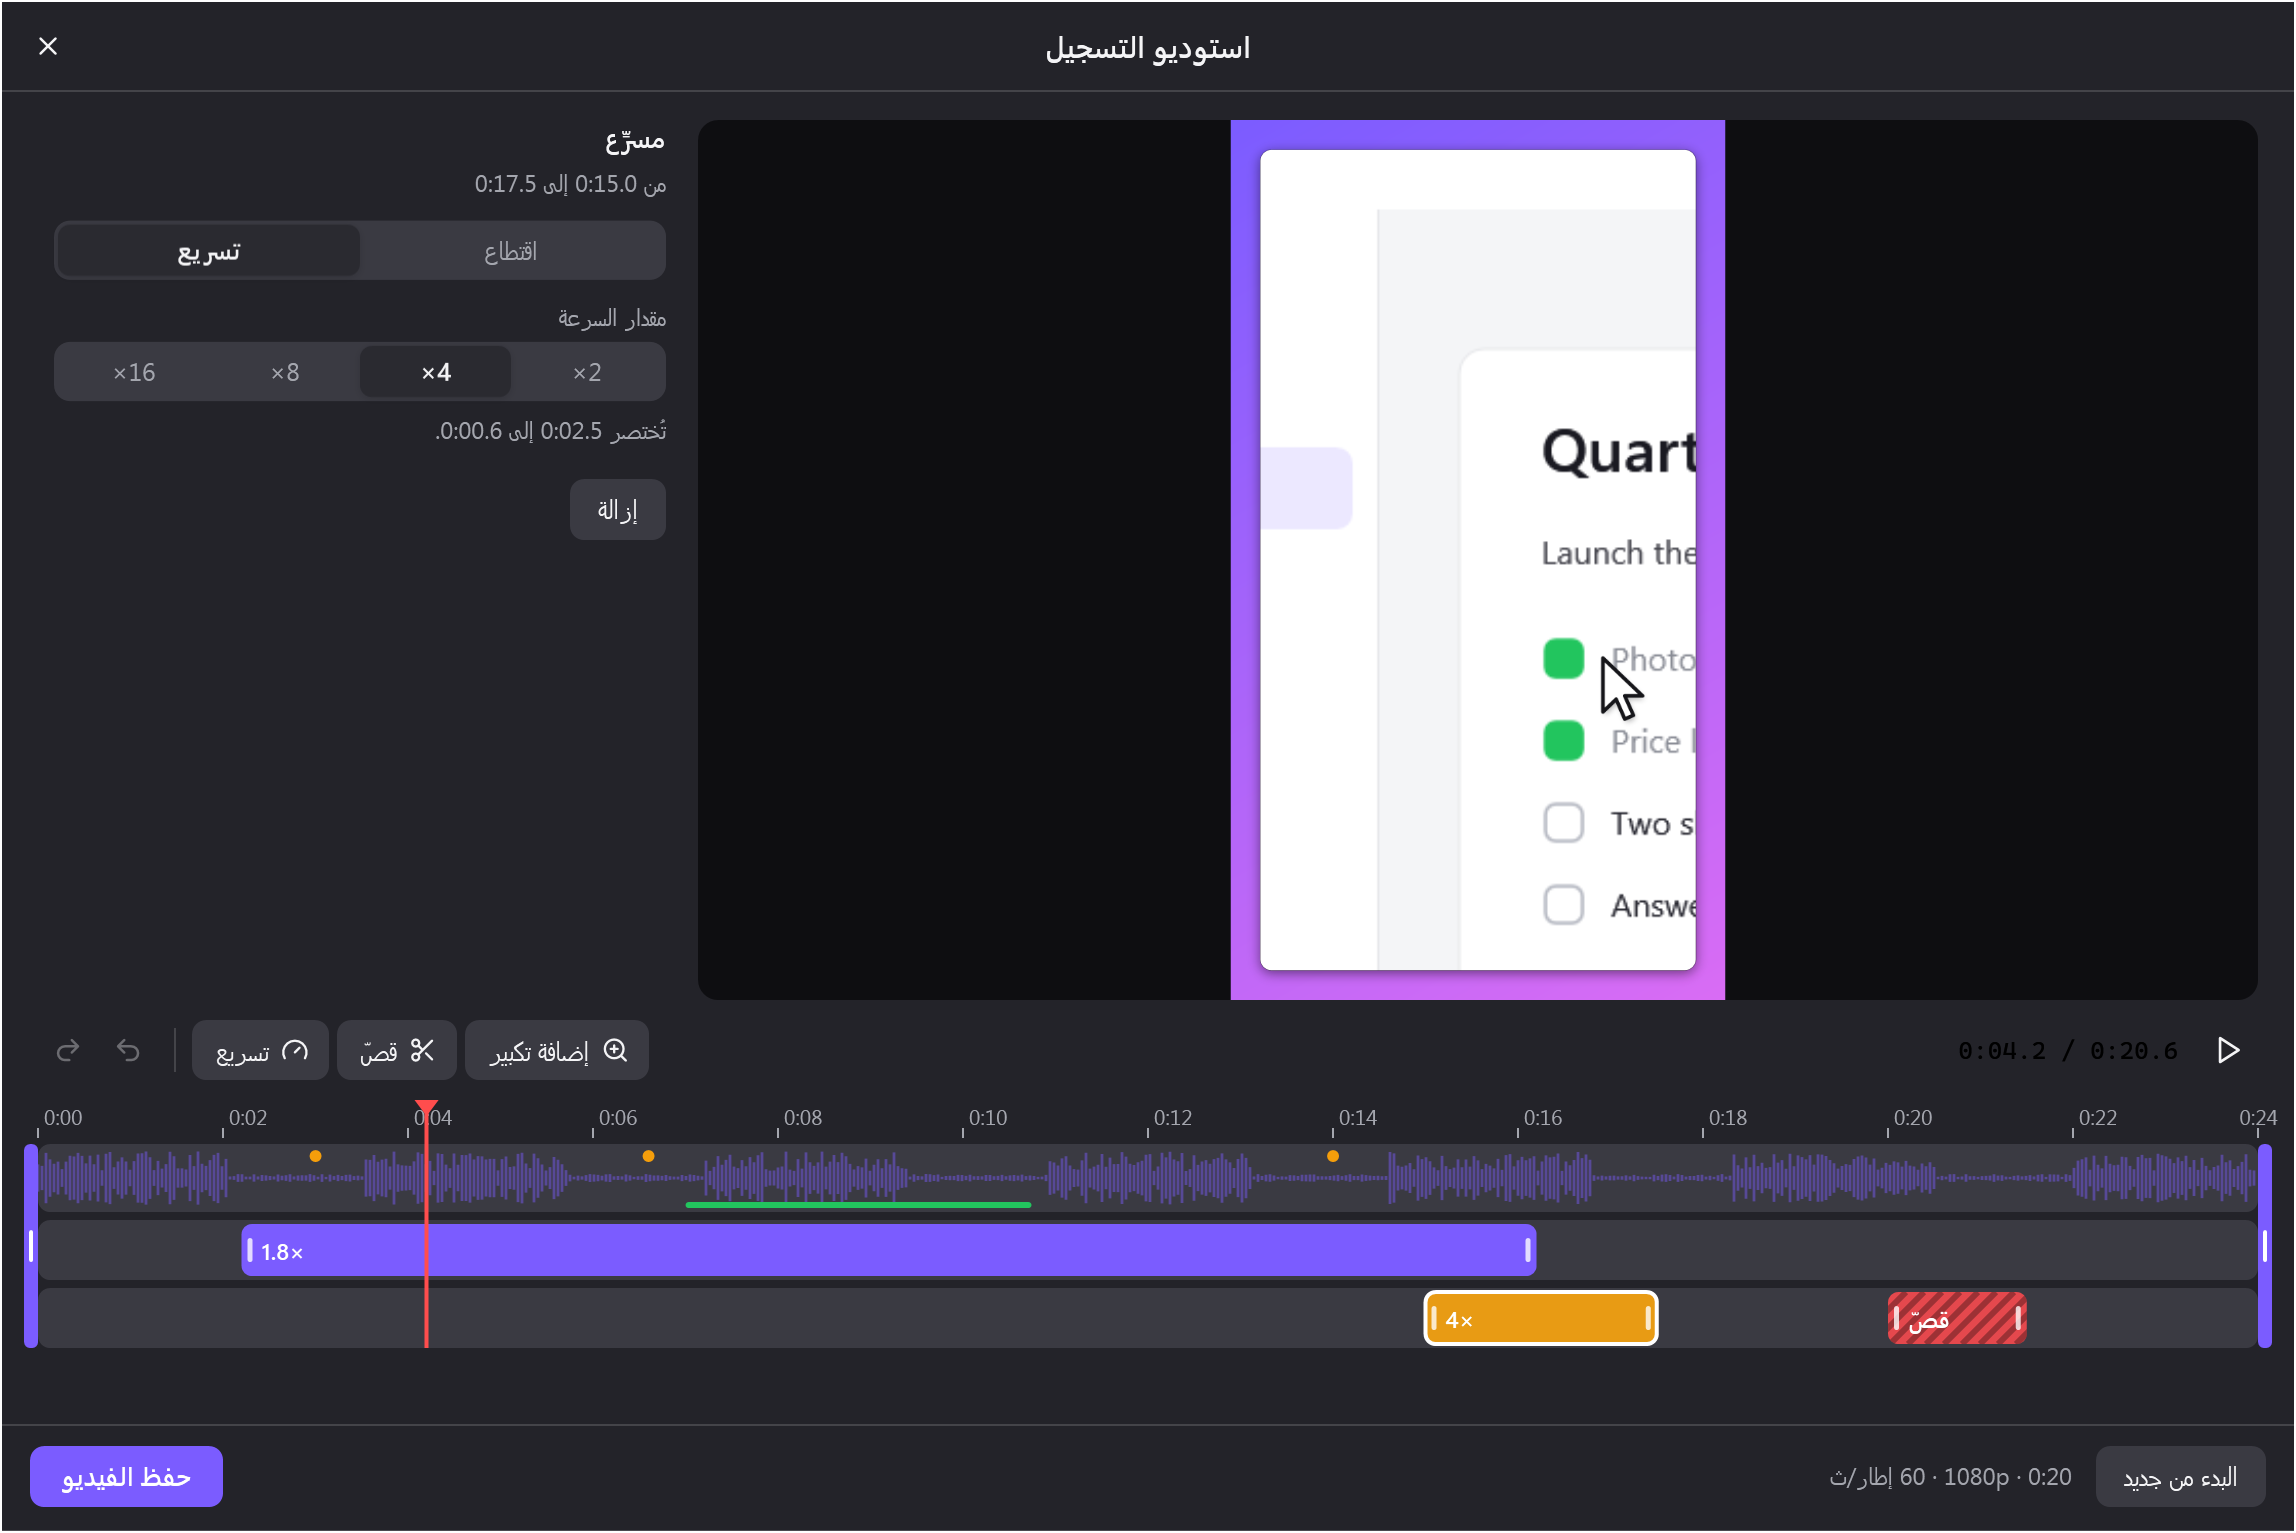 استوديو التسجيل
مسرّع
من 0:15.0 إلى 0:17.5
اقتطاع
تسريع
مقدار السرعة
2×
4×
8×
16×
تُختصر 0:02.5 إلى 0:00.6.
إزالة
Quart
Launch the
Photo
Price
Two s
Answe
0:04.2 / 0:20.6
إضافة تكبير
قصّ
تسريع
0:00 0:02 0:04 0:06 0:08 0:10 0:12 0:14 0:16 0:18 0:20 0:22 0:24
1.8×
4×
قصّ
البدء من جديد
0:20 · 1080p · 60 إطار/ث
حفظ الفيديو